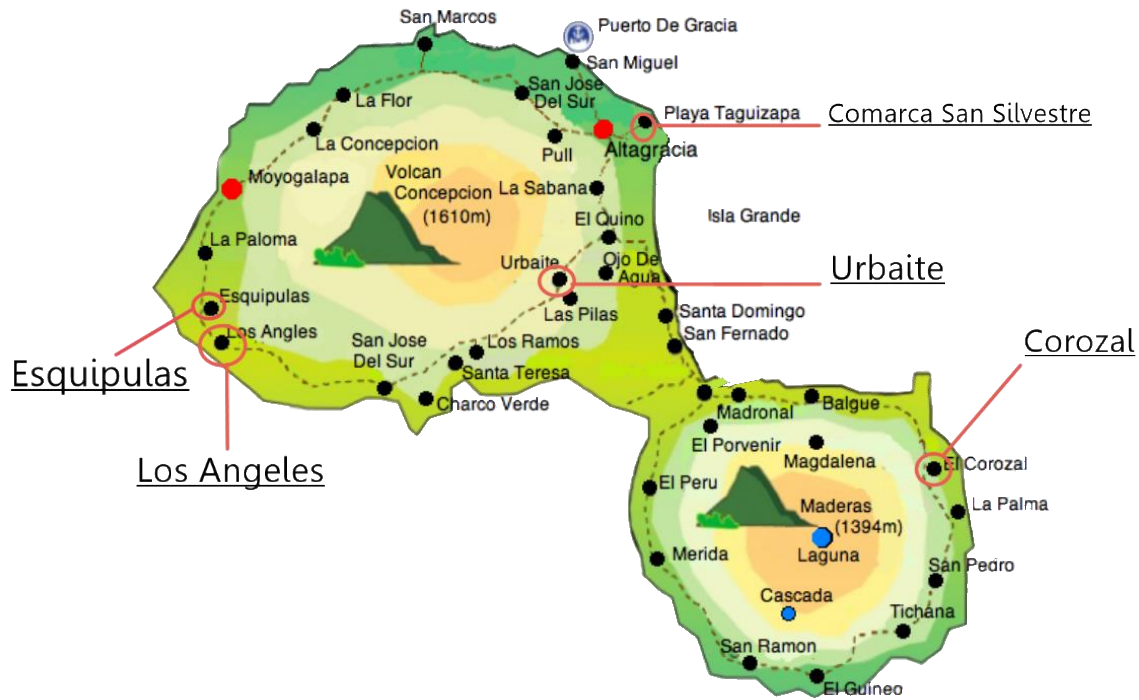 San Marcos
Puerto De Gracia
San Miguel
San Jose
Del Sur
La Flor
Playa Taguizapa
Comarca San Silvestre
La Concepcion
Pull
Altagracia
Moyogalapa
Volcan
Concepcion
(1610m)
La Sabana
El Quino
Isla Grande
La Paloma
Urbaite
Ojo De
Agua
Urbaite
Esquipulas
Las Pilas
Santa Domingo
Los Angles
San Jose
Del Sur
Los Ramos
San Fernado
Corozal
Esquipulas
Santa Teresa
Charco Verde
Madronal
Balgue
El Porvenir
Magdalena
El Corozal
Los Angeles
El Peru
Maderas
(1394m)
La Palma
Laguna
Merida
San Pedro
Cascada
Tichana
San Ramon
El Guineo